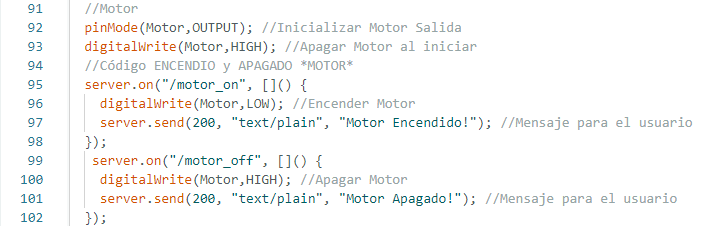 91 //Motor
92 pinMode(Motor,OUTPUT); //Inicializar Motor Salida
93 digitalWrite(Motor,HIGH); //Apagar Motor al iniciar
94 //Código ENCENDIO y APAGADO *MOTOR*
95 server.on("/motor_on", []() {
96 digitalWrite(Motor,LOW); //Encender Motor
97 server.send(200, "text/plain", "Motor Encendido!"); //Mensaje para el usuario
98 });
99 server.on("/motor_off", []() {
100 digitalWrite(Motor,HIGH); //Apagar Motor
101 server.send(200, "text/plain", "Motor Apagado!"); //Mensaje para el usuario
102 });